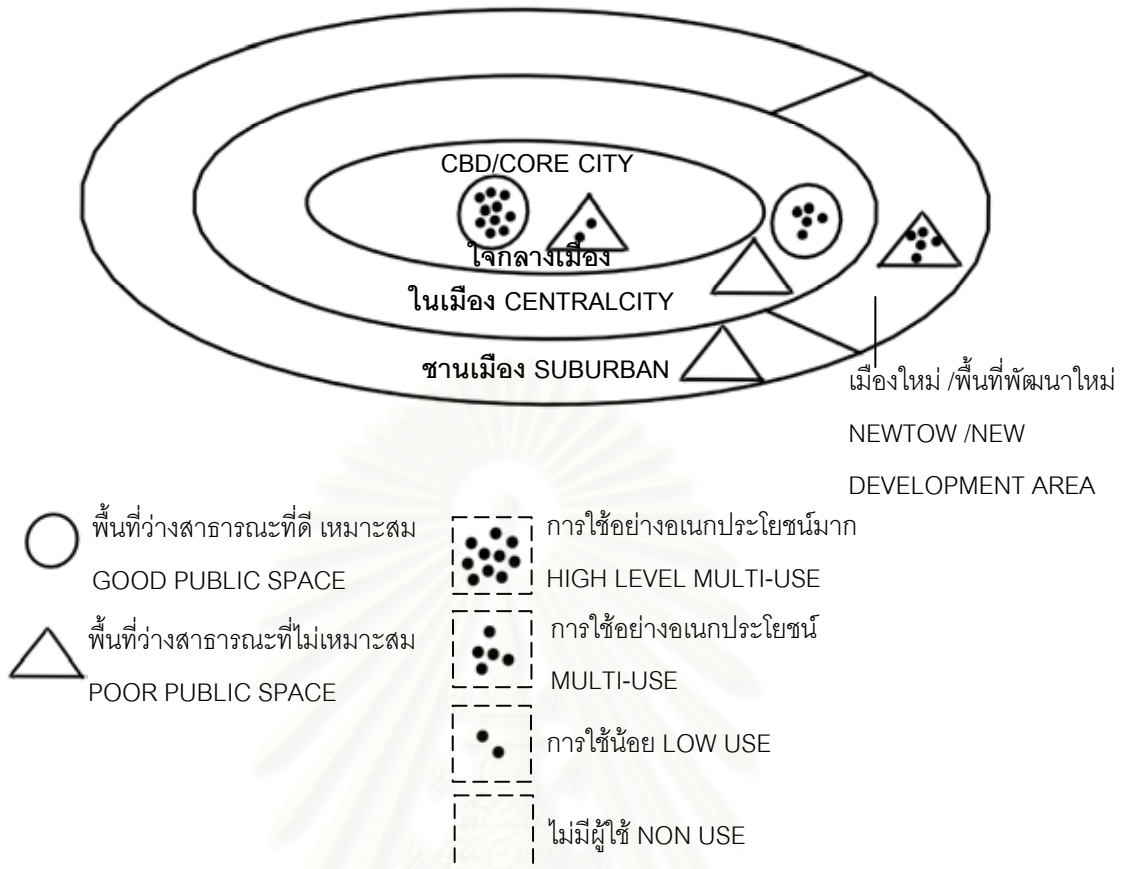 CBD/CORE CITY
ใจกลางเมือง
ในเมือง CENTRALCITY
ชานเมือง SUBURBAN
เมืองใหม่ /พื้นที่พัฒนาใหม่
NEWTOW /NEW
DEVELOPMENT AREA
พื้นที่ว่างสาธารณะที่ดี เหมาะสม
GOOD PUBLIC SPACE
พื้นที่ว่างสาธารณะที่ไม่เหมาะสม
POOR PUBLIC SPACE
การใช้อย่างอเนกประโยชน์มาก
HIGH LEVEL MULTI-USE
การใช้อย่างอเนกประโยชน์
MULTI-USE
การใช้น้อย LOW USE
ไม่มีผู้ใช้ NON USE